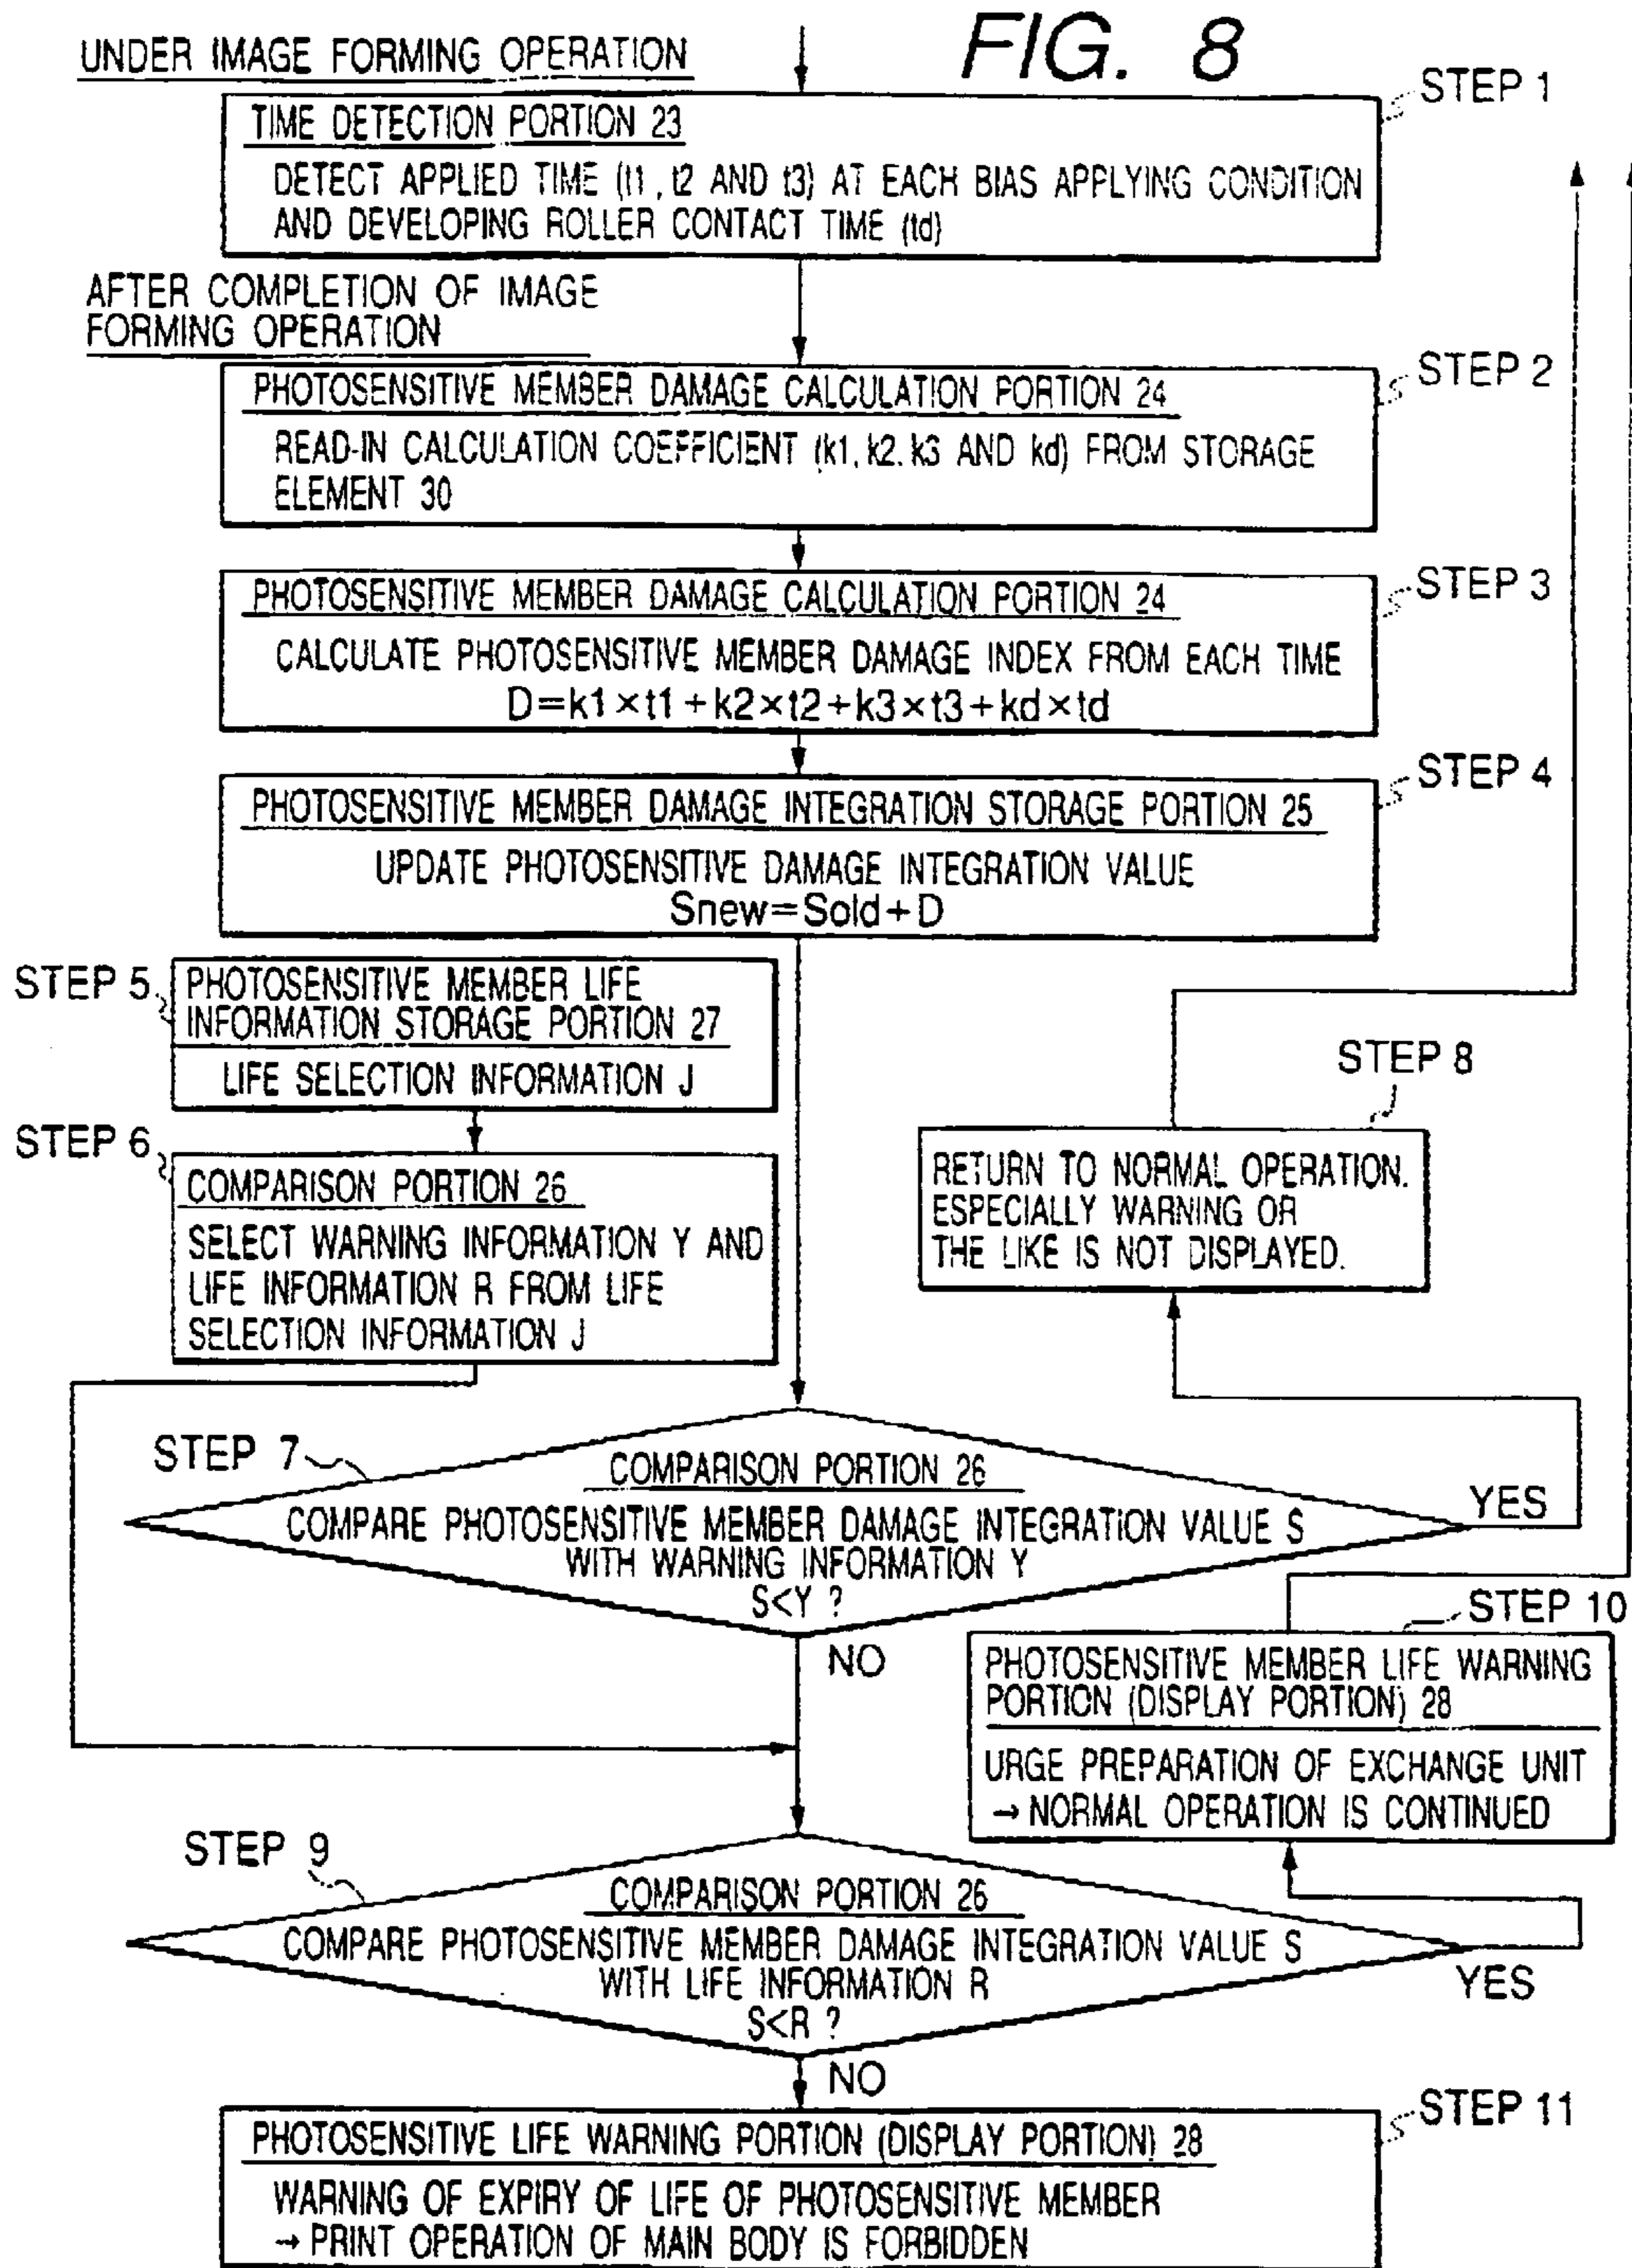 FIG. 8
UNDER IMAGE FORMING OPERATION
STEP 1
TIME DETECTION PORTION 23
DETECT APPLIED TIME (t1, t2 AND t3) AT EACH BIAS APPLYING CONDITION
AND DEVELOPING ROLLER CONTACT TIME (td)
AFTER COMPLETION OF IMAGE
FORMING OPERATION
STEP 2
PHOTOSENSITIVE MEMBER DAMAGE CALCULATION PORTION 24
READ-IN CALCULATION COEFFICIENT (k1, k2. k3 AND kd) FROM STORAGE
ELEMENT 30
STEP 3
PHOTOSENSITIVE MEMBER DAMAGE CALCULATION PORTION 24
CALCULATE PHOTOSENSITIVE MEMBER DAMAGE INDEX FROM EACH TIME
D=k1×t1+k2×t2+k3×t3+kd×td
STEP 4
PHOTOSENSITIVE MEMBER DAMAGE INTEGRATION STORAGE PORTION 25
UPDATE PHOTOSENSITIVE DAMAGE INTEGRATION VALUE
Snew=Sold+D
STEP 5
PHOTOSENSITIVE MEMBER LIFE
INFORMATION STORAGE PORTION 27
LIFE SELECTION INFORMATION J
STEP 6
COMPARISON PORTION 26
SELECT WARNING INFORMATION Y AND
LIFE INFORMATION R FROM LIFE
SELECTION INFORMATION J
STEP 8
RETURN TO NORMAL OPERATION.
ESPECIALLY WARNING OR
THE LIKE IS NOT DISPLAYED.
STEP 7
COMPARISON PORTION 26
COMPARE PHOTOSENSITIVE MEMBER DAMAGE INTEGRATION VALUE S
WITH WARNING INFORMATION Y
S<Y ?
YES
NO
STEP 10
PHOTOSENSITIVE MEMBER LIFE WARNING
PORTION (DISPLAY PORTION) 28
URGE PREPARATION OF EXCHANGE UNIT
→ NORMAL OPERATION IS CONTINUED
STEP 9
COMPARISON PORTION 26
COMPARE PHOTOSENSITIVE MEMBER DAMAGE INTEGRATION VALUE S
WITH LIFE INFORMATION R
S<R ?
YES
NO
STEP 11
PHOTOSENSITIVE LIFE WARNING PORTION (DISPLAY PORTION) 28
WARNING OF EXPIRY OF LIFE OF PHOTOSENSITIVE MEMBER
→ PRINT OPERATION OF MAIN BODY IS FORBIDDEN